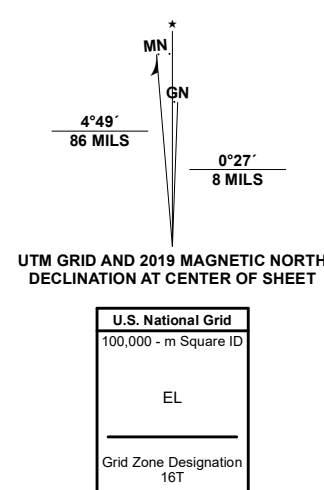 ★
MN
GN
4°49´
86 MILS
0°27´
8 MILS
UTM GRID AND 2019 MAGNETIC NORTH
DECLINATION AT CENTER OF SHEET
U.S. National Grid
100,000 - m Square ID
EL
Grid Zone Designation
16T